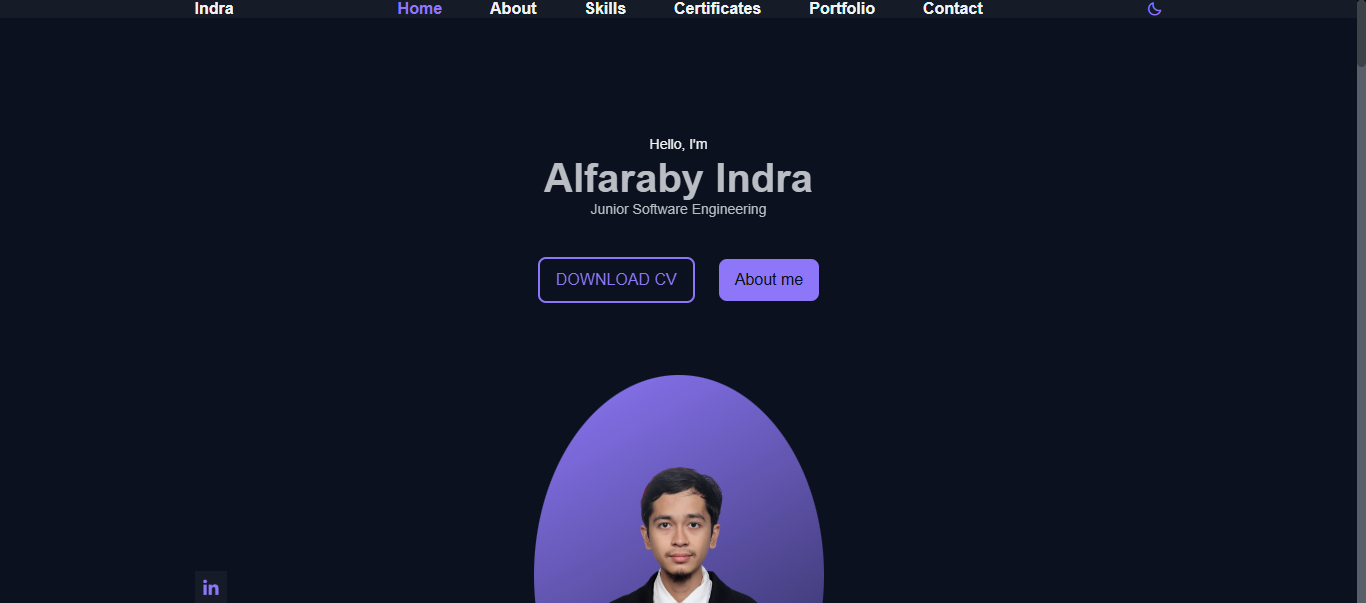 Indra Home About Skills Certificates Portfolio Contact
Hello, I'm
Alfaraby Indra
Junior Software Engineering
DOWNLOAD CV About me
in